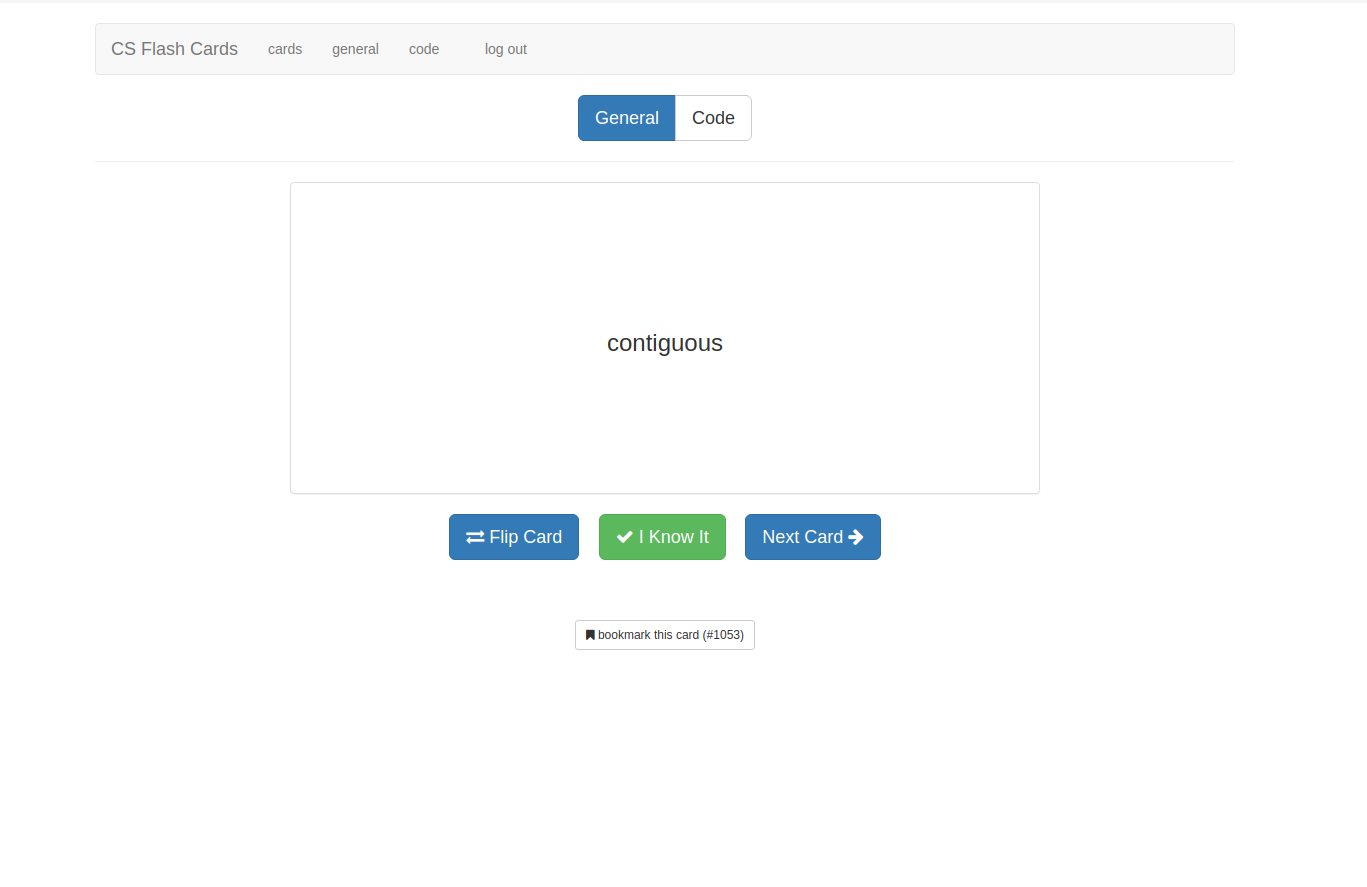 CS Flash Cards cards general code log out
General Code
contiguous
Flip Card I Know It Next Card
bookmark this card (#1053)